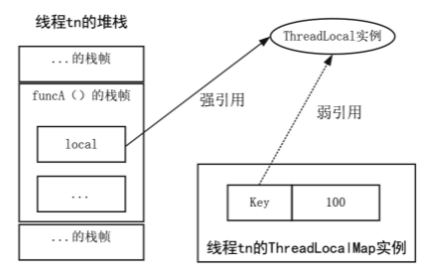 线程tn的堆栈
...的栈帧
funcA()的栈帧
local
...
...的栈帧
ThreadLocal实例
强引用
弱引用
Key
100
线程tn的ThreadLocalMap实例